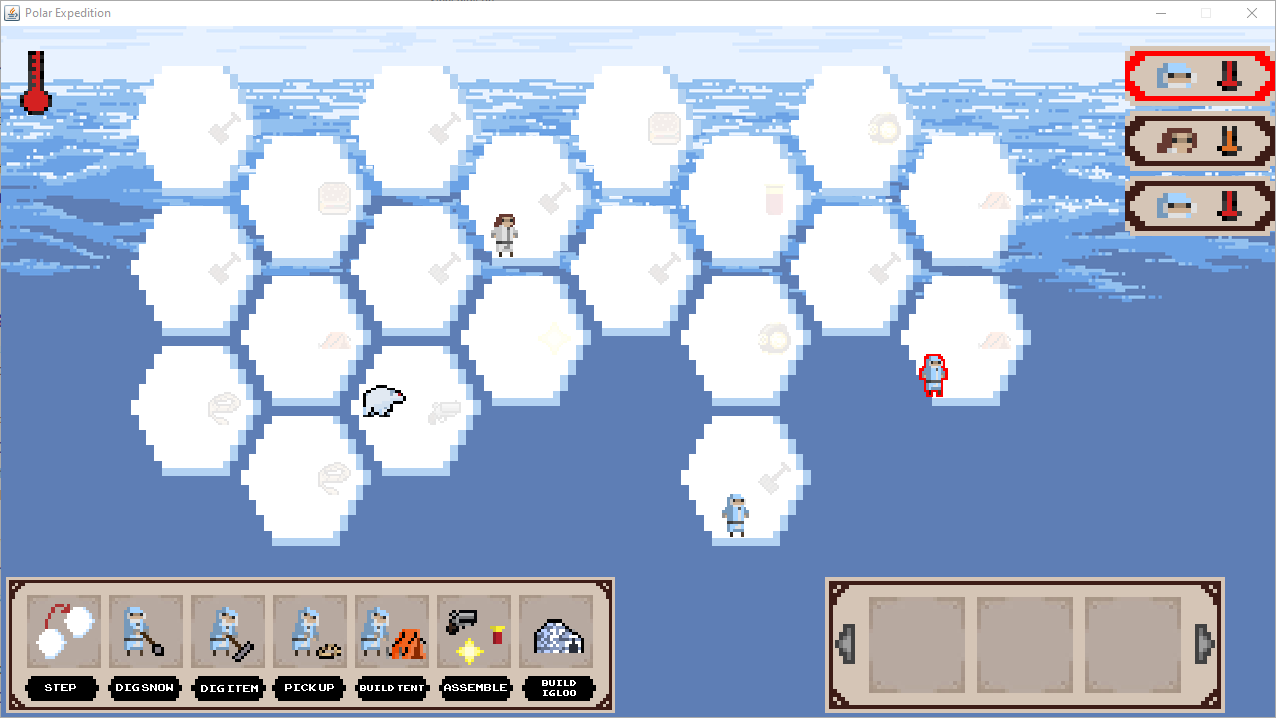 Polar Expedition
STEP
DIG SNOW
DIG ITEM
PICK UP
BUILD TENT
ASSEMBLE
BUILD
IGLOO